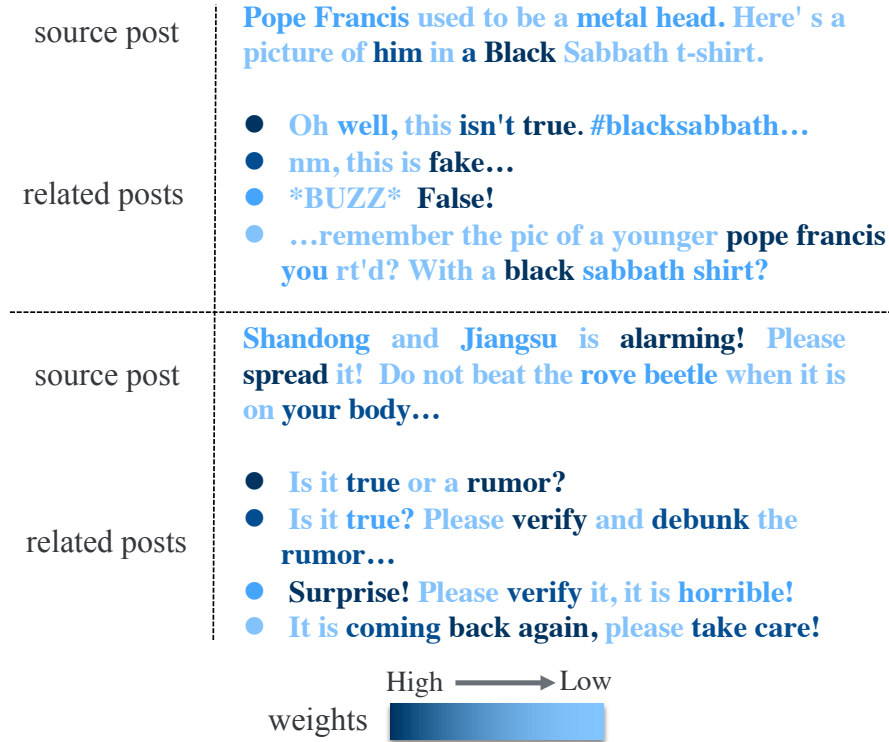 source post
Pope Francis used to be a metal head. Here' s a
picture of him in a Black Sabbath t-shirt.
related posts
● Oh well, this isn't true. #blacksabbath…
● nm, this is fake…
● *BUZZ* False!
● …remember the pic of a younger pope francis
you rt'd? With a black sabbath shirt?
source post
Shandong and Jiangsu is alarming! Please
spread it! Do not beat the rove beetle when it is
on your body…
related posts
● Is it true or a rumor?
● Is it true? Please verify and debunk the
rumor…
● Surprise! Please verify it, it is horrible!
● It is coming back again, please take care!
High Low
weights